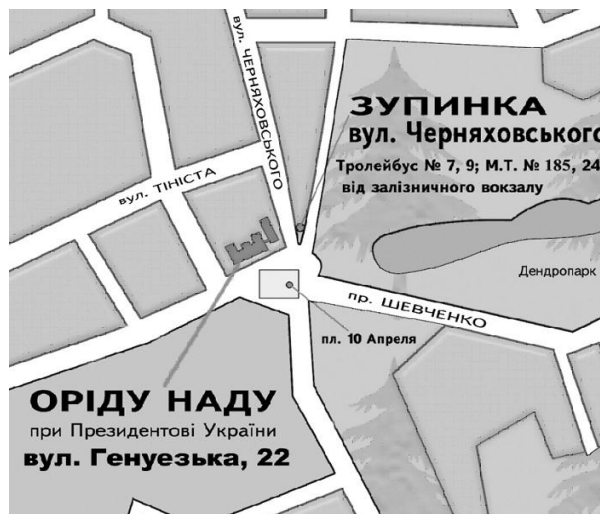 вул. ЧЕРНЯХОВСЬКОГО
ЗУПИНКА
вул. Черняховського
Тролейбус № 7, 9; М.Т. № 185, 24
від залізничного вокзалу
вул. ТІНІСТА
Дендропарк
пр. ШЕВЧЕНКО
пл. 10 Апреля
ОРІДУ НАДУ
при Президентові України
вул. Генуезька, 22